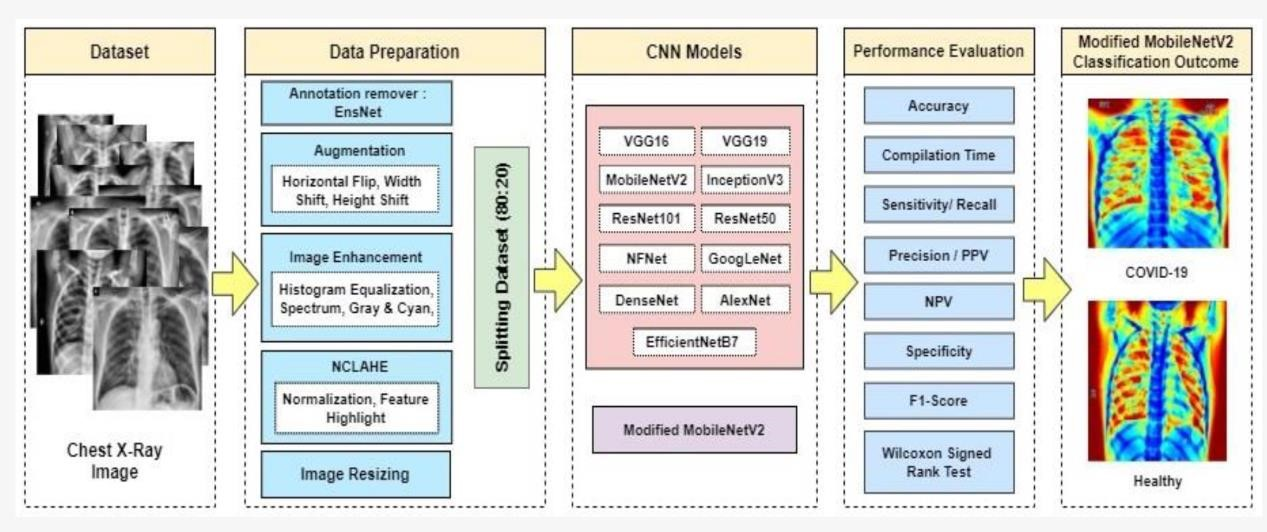 Dataset
Chest X-Ray
Image
Data Preparation
Annotation remover :
EnsNet
Augmentation
Horizontal Flip, Width
Shift, Height Shift
Image Enhancement
Histogram Equalization,
Spectrum, Gray & Cyan,
NCLAHE
Normalization, Feature
Highlight
Image Resizing
Splitting Dataset (80:20)
CNN Models
VGG16
VGG19
MobileNetV2
InceptionV3
ResNet101
ResNet50
NFNet
GoogLeNet
DenseNet
AlexNet
EfficientNetB7
Modified MobileNetV2
Performance Evaluation
Accuracy
Compilation Time
Sensitivity/ Recall
Precision / PPV
NPV
Specificity
F1-Score
Wilcoxon Signed
Rank Test
Modified MobileNetV2
Classification Outcome
COVID-19
Healthy